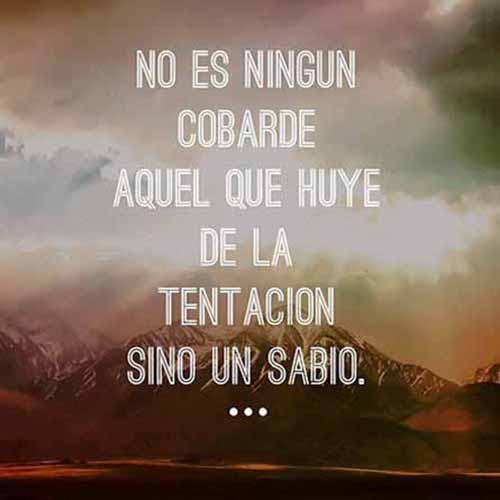 NO ES NINGUN
COBARDE
AQUEL QUE HUYE
DE LA
TENTACION
SINO UN SABIO.
...